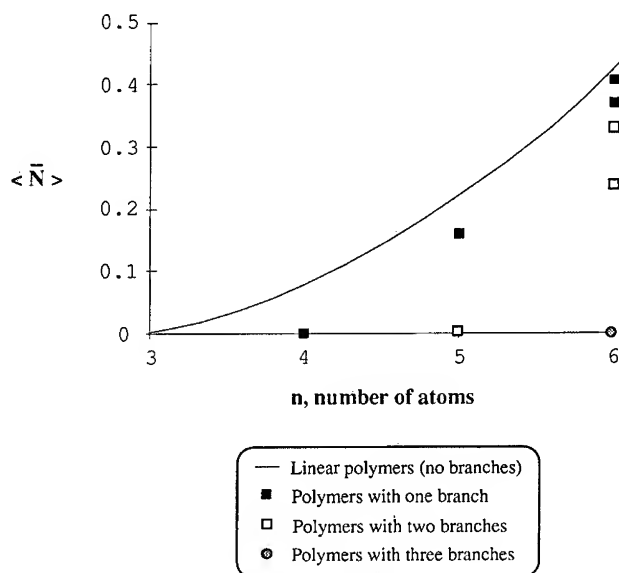 0.5
0.4
0.3
< N̄ >
0.2
0.1
0
3 4 5 6
n, number of atoms
Linear polymers (no branches)
Polymers with one branch
Polymers with two branches
Polymers with three branches